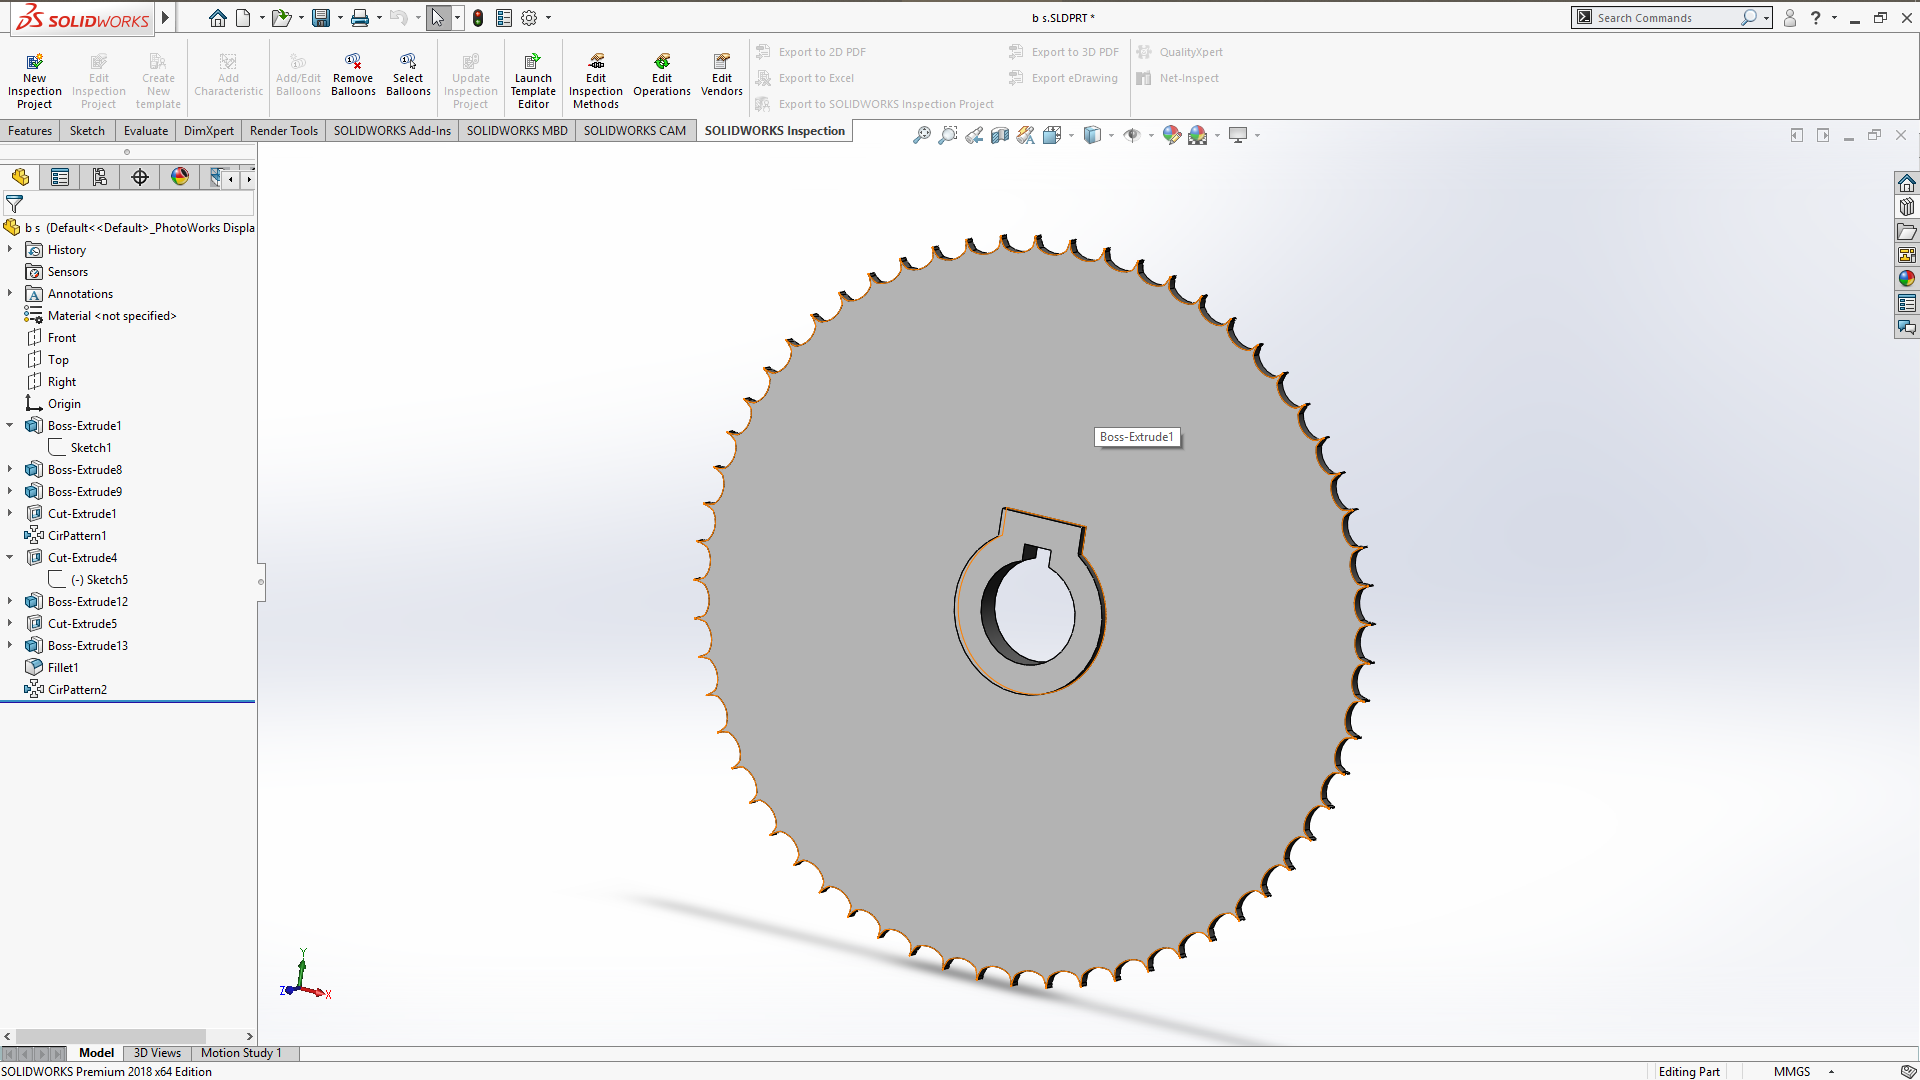 SOLIDWORKS
b s.SLDPRT *
Search Commands
?
New Inspection Project
Edit Inspection Project
Create New template
Add Characteristic
Add/Edit Balloons
Remove Balloons
Select Balloons
Update Inspection Project
Launch Template Editor
Edit Inspection Methods
Edit Operations
Edit Vendors
Export to 2D PDF
Export to Excel
Export to SOLIDWORKS Inspection Project
Export to 3D PDF
Export eDrawing
QualityXpert
Net-Inspect
Features
Sketch
Evaluate
DimXpert
Render Tools
SOLIDWORKS Add-Ins
SOLIDWORKS MBD
SOLIDWORKS CAM
SOLIDWORKS Inspection
b s (Default<<Default>_PhotoWorks Displa
History
Sensors
Annotations
Material <not specified>
Front
Top
Right
Origin
Boss-Extrude1
Sketch1
Boss-Extrude8
Boss-Extrude9
Cut-Extrude1
CirPattern1
Cut-Extrude4
(-) Sketch5
Boss-Extrude12
Cut-Extrude5
Boss-Extrude13
Fillet1
CirPattern2
Boss-Extrude1
Y
Z
X
Model
3D Views
Motion Study 1
SOLIDWORKS Premium 2018 x64 Edition
Editing Part
MMGS